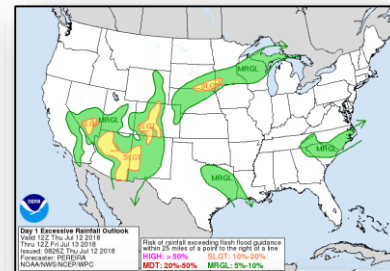 MRGL
SLGT
MRGL
SLGT
MRGL
SLGT
SLGT
MRGL
MRGL
NOAA
Day 1 Excessive Rainfall Outlook
Valid 12Z Thu Jul 12 2018
Thru 12Z Fri Jul 13 2018
Issued: 0826Z Thu Jul 12 2018
Forecaster: PEREIRA
NOAA/NWS/NCEP/WPC
Risk of rainfall exceeding flash flood guidance
within 25 miles of a point to the right of a line
HIGH: > 50% SLGT: 10%-20%
MDT: 20%-50% MRGL: 5%-10%